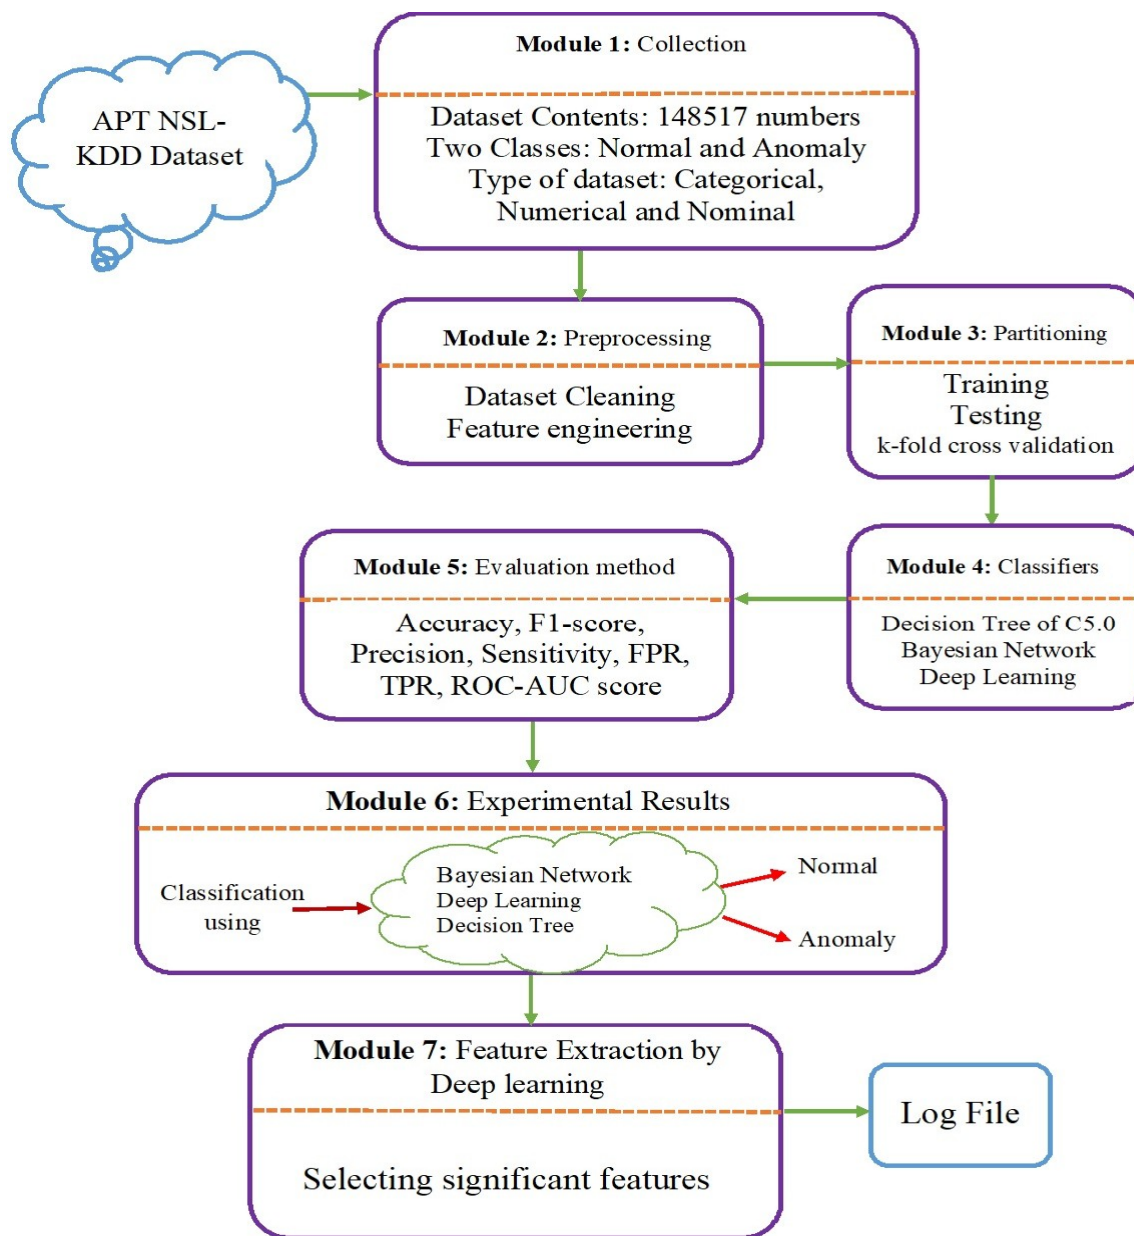 APT NSL-
KDD Dataset
Module 1: Collection
Dataset Contents: 148517 numbers
Two Classes: Normal and Anomaly
Type of dataset: Categorical,
Numerical and Nominal
Module 2: Preprocessing
Dataset Cleaning
Feature engineering
Module 3: Partitioning
Training
Testing
k-fold cross validation
Module 4: Classifiers
Decision Tree of C5.0
Bayesian Network
Deep Learning
Module 5: Evaluation method
Accuracy, F1-score,
Precision, Sensitivity, FPR,
TPR, ROC-AUC score
Module 6: Experimental Results
Classification
using
Bayesian Network
Deep Learning
Decision Tree
Normal
Anomaly
Module 7: Feature Extraction by
Deep learning
Selecting significant features
Log File